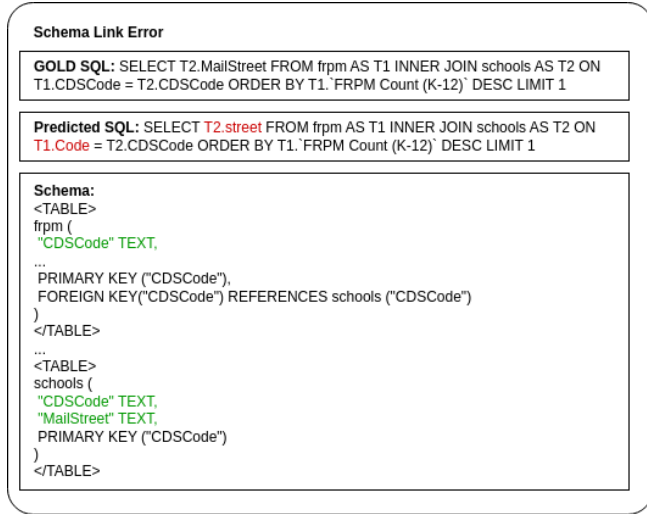 Schema Link Error
GOLD SQL: SELECT T2.MailStreet FROM frpm AS T1 INNER JOIN schools AS T2 ON
T1.CDSCode = T2.CDSCode ORDER BY T1.`FRPM Count (K-12)` DESC LIMIT 1
Predicted SQL: SELECT T2.street FROM frpm AS T1 INNER JOIN schools AS T2 ON
T1.Code = T2.CDSCode ORDER BY T1.`FRPM Count (K-12)` DESC LIMIT 1
Schema:
<TABLE>
frpm (
"CDSCode" TEXT,
...
PRIMARY KEY ("CDSCode"),
FOREIGN KEY("CDSCode") REFERENCES schools ("CDSCode")
)
</TABLE>
...
<TABLE>
schools (
"CDSCode" TEXT,
"MailStreet" TEXT,
PRIMARY KEY ("CDSCode")
)
</TABLE>